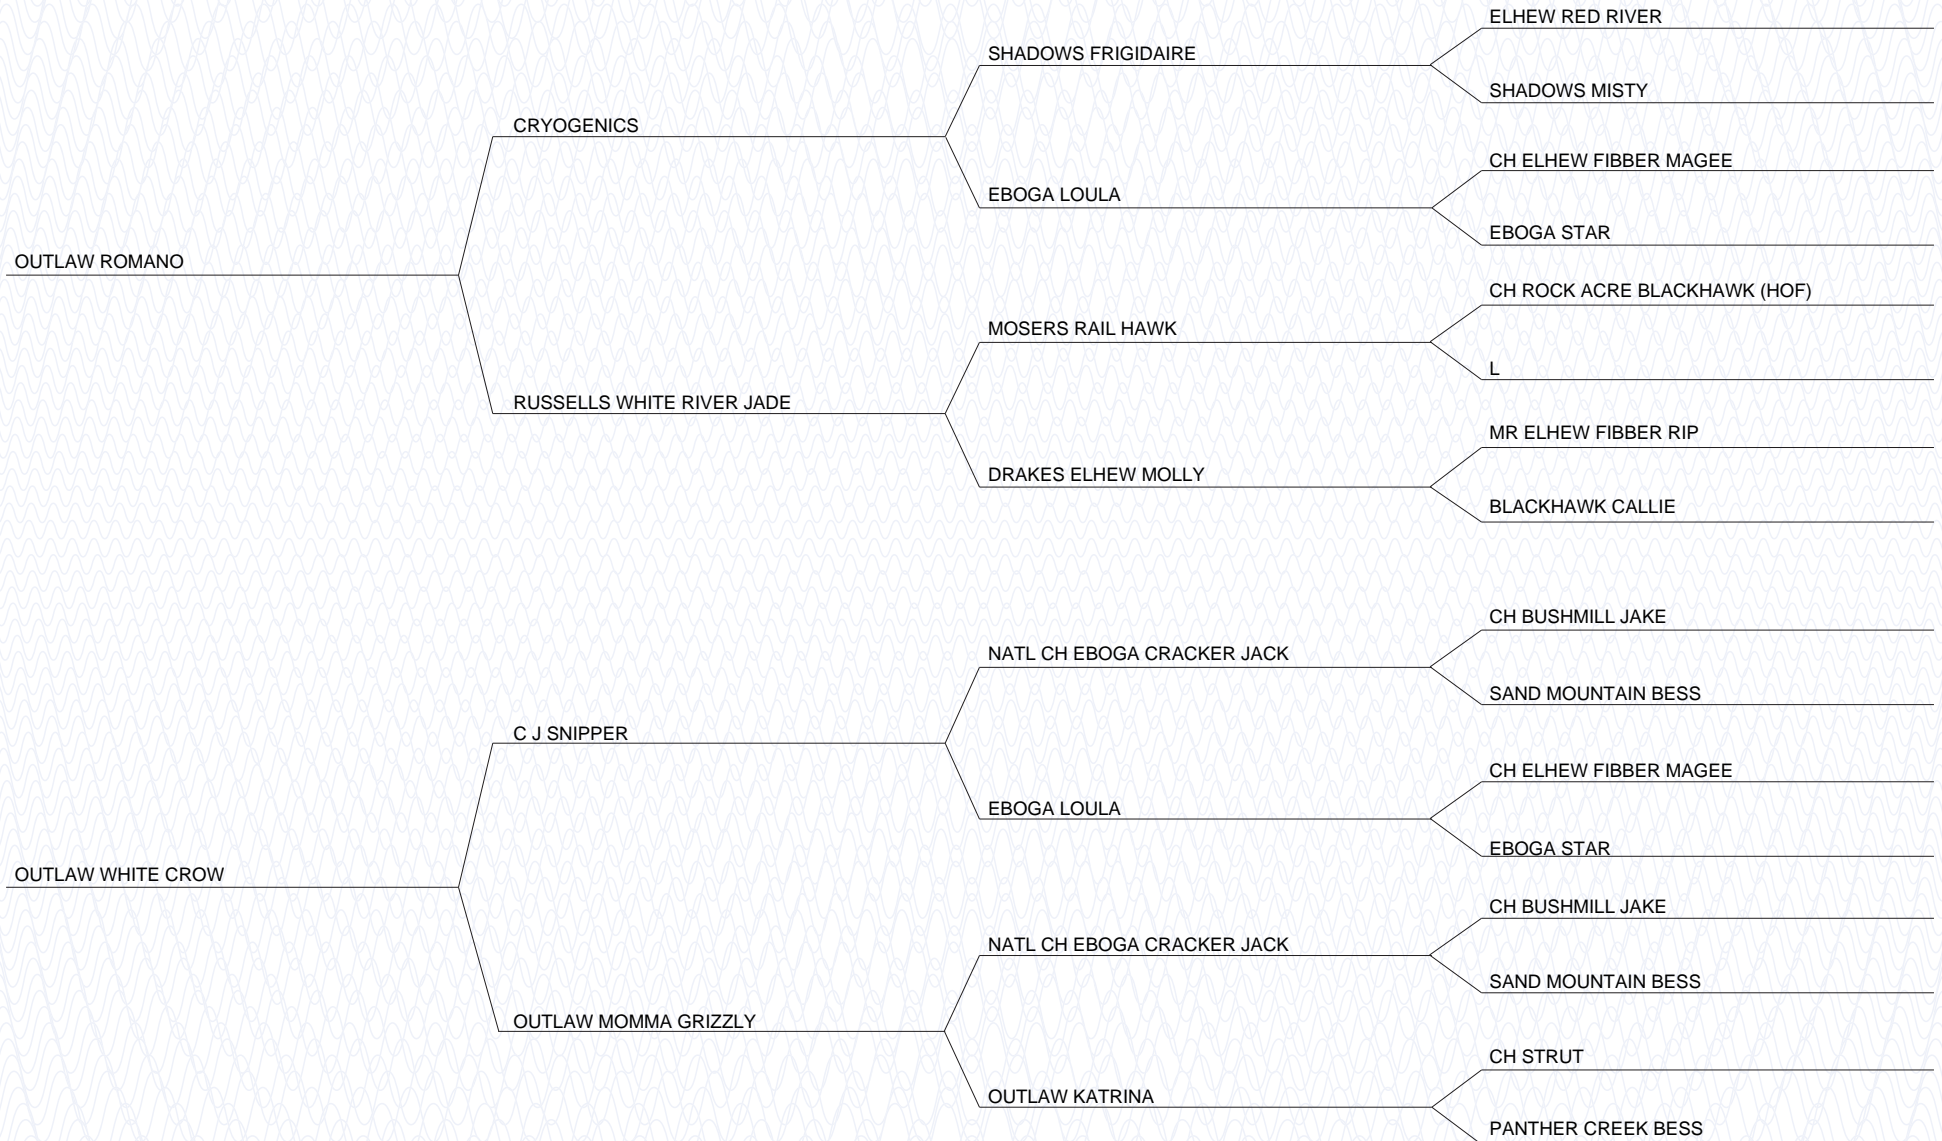 ELHEW RED RIVER
SHADOWS FRIGIDAIRE
SHADOWS MISTY
CRYOGENICS
CH ELHEW FIBBER MAGEE
EBOGA LOULA
EBOGA STAR
OUTLAW ROMANO
CH ROCK ACRE BLACKHAWK (HOF)
MOSERS RAIL HAWK
L
RUSSELLS WHITE RIVER JADE
MR ELHEW FIBBER RIP
DRAKES ELHEW MOLLY
BLACKHAWK CALLIE
CH BUSHMILL JAKE
NATL CH EBOGA CRACKER JACK
SAND MOUNTAIN BESS
C J SNIPPER
CH ELHEW FIBBER MAGEE
EBOGA LOULA
EBOGA STAR
OUTLAW WHITE CROW
CH BUSHMILL JAKE
NATL CH EBOGA CRACKER JACK
SAND MOUNTAIN BESS
OUTLAW MOMMA GRIZZLY
CH STRUT
OUTLAW KATRINA
PANTHER CREEK BESS